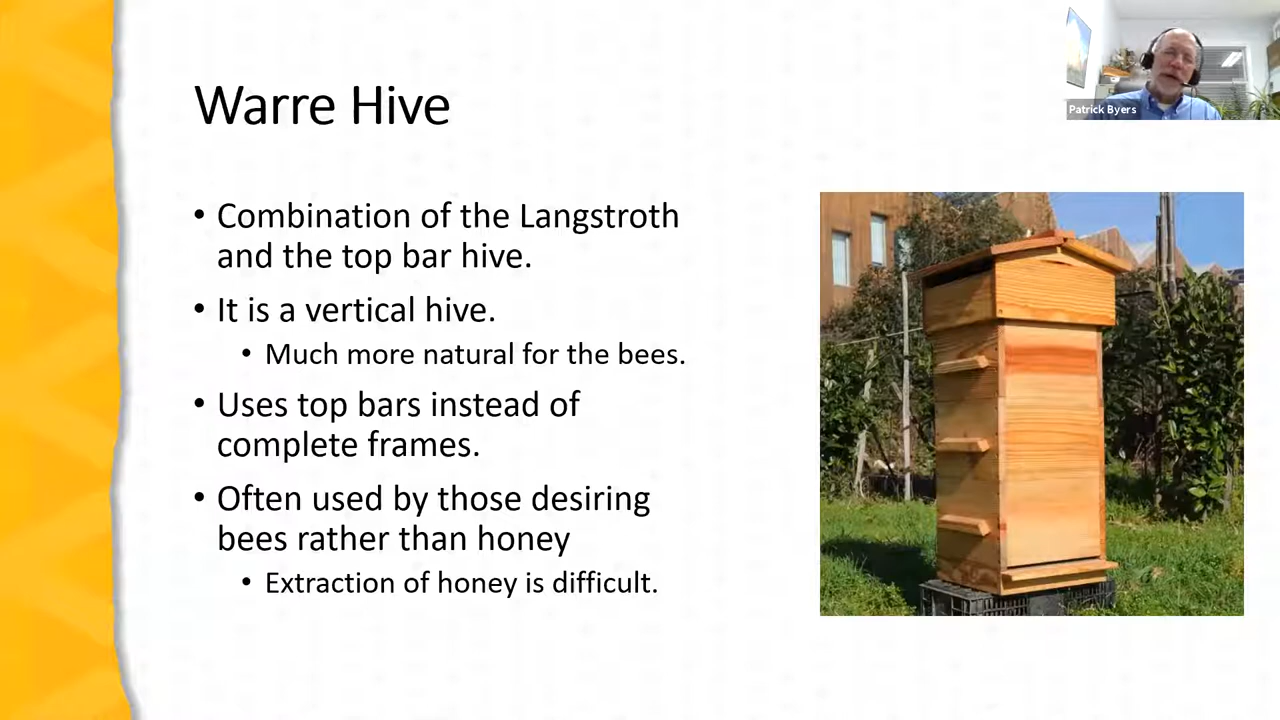 Patrick Byers
Warre Hive
• Combination of the Langstroth
and the top bar hive.
• It is a vertical hive.
• Much more natural for the bees.
• Uses top bars instead of
complete frames.
• Often used by those desiring
bees rather than honey
• Extraction of honey is difficult.